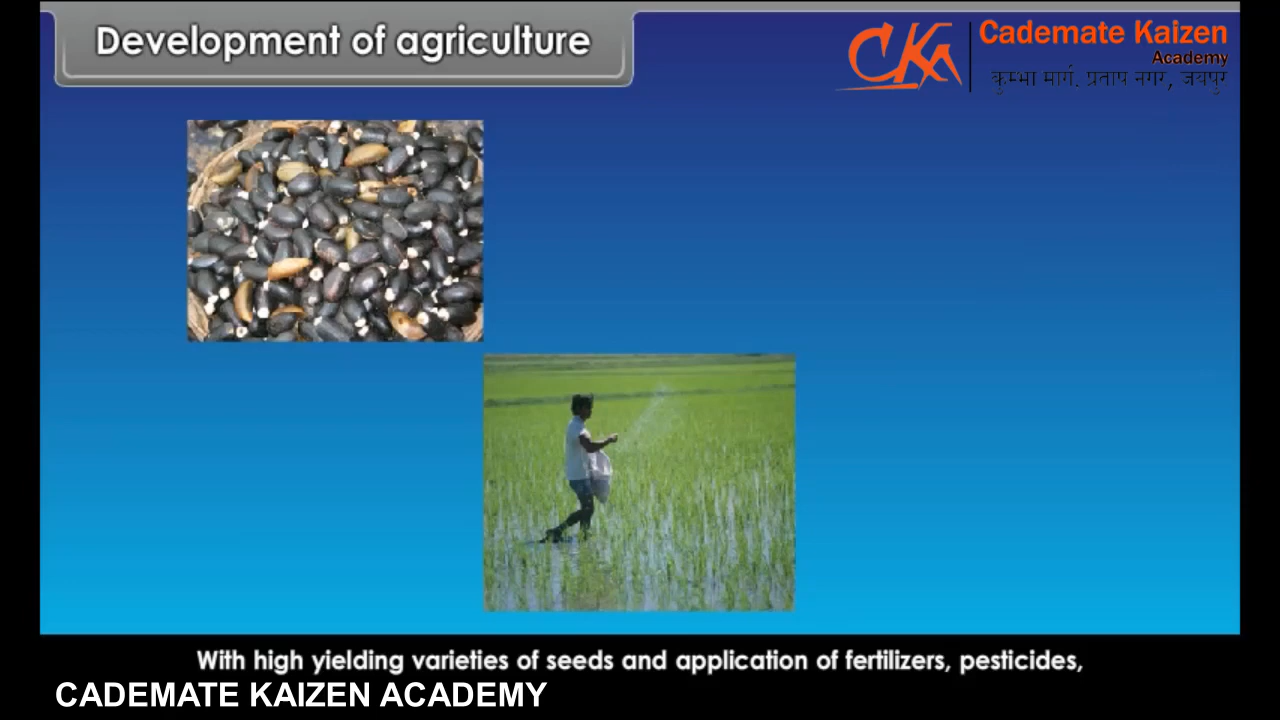 Development of agriculture
CKA
Cademate Kaizen
Academy
कुम्भा मार्ग. प्रताप नगर, जयपुर
With high yielding varieties of seeds and application of fertilizers, pesticides,
CADEMATE KAIZEN ACADEMY